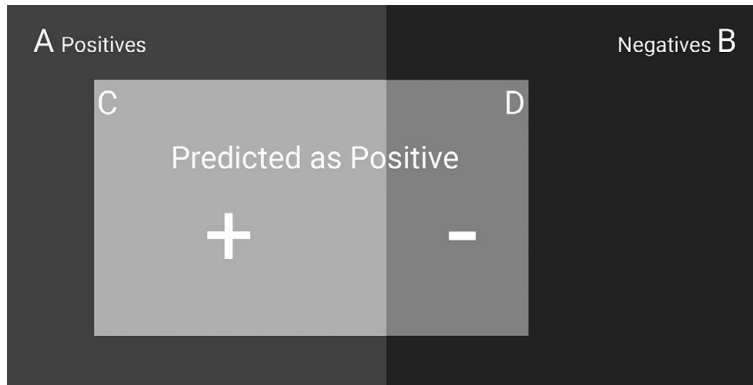 A Positives
Negatives B
C
D
Predicted as Positive
+
-